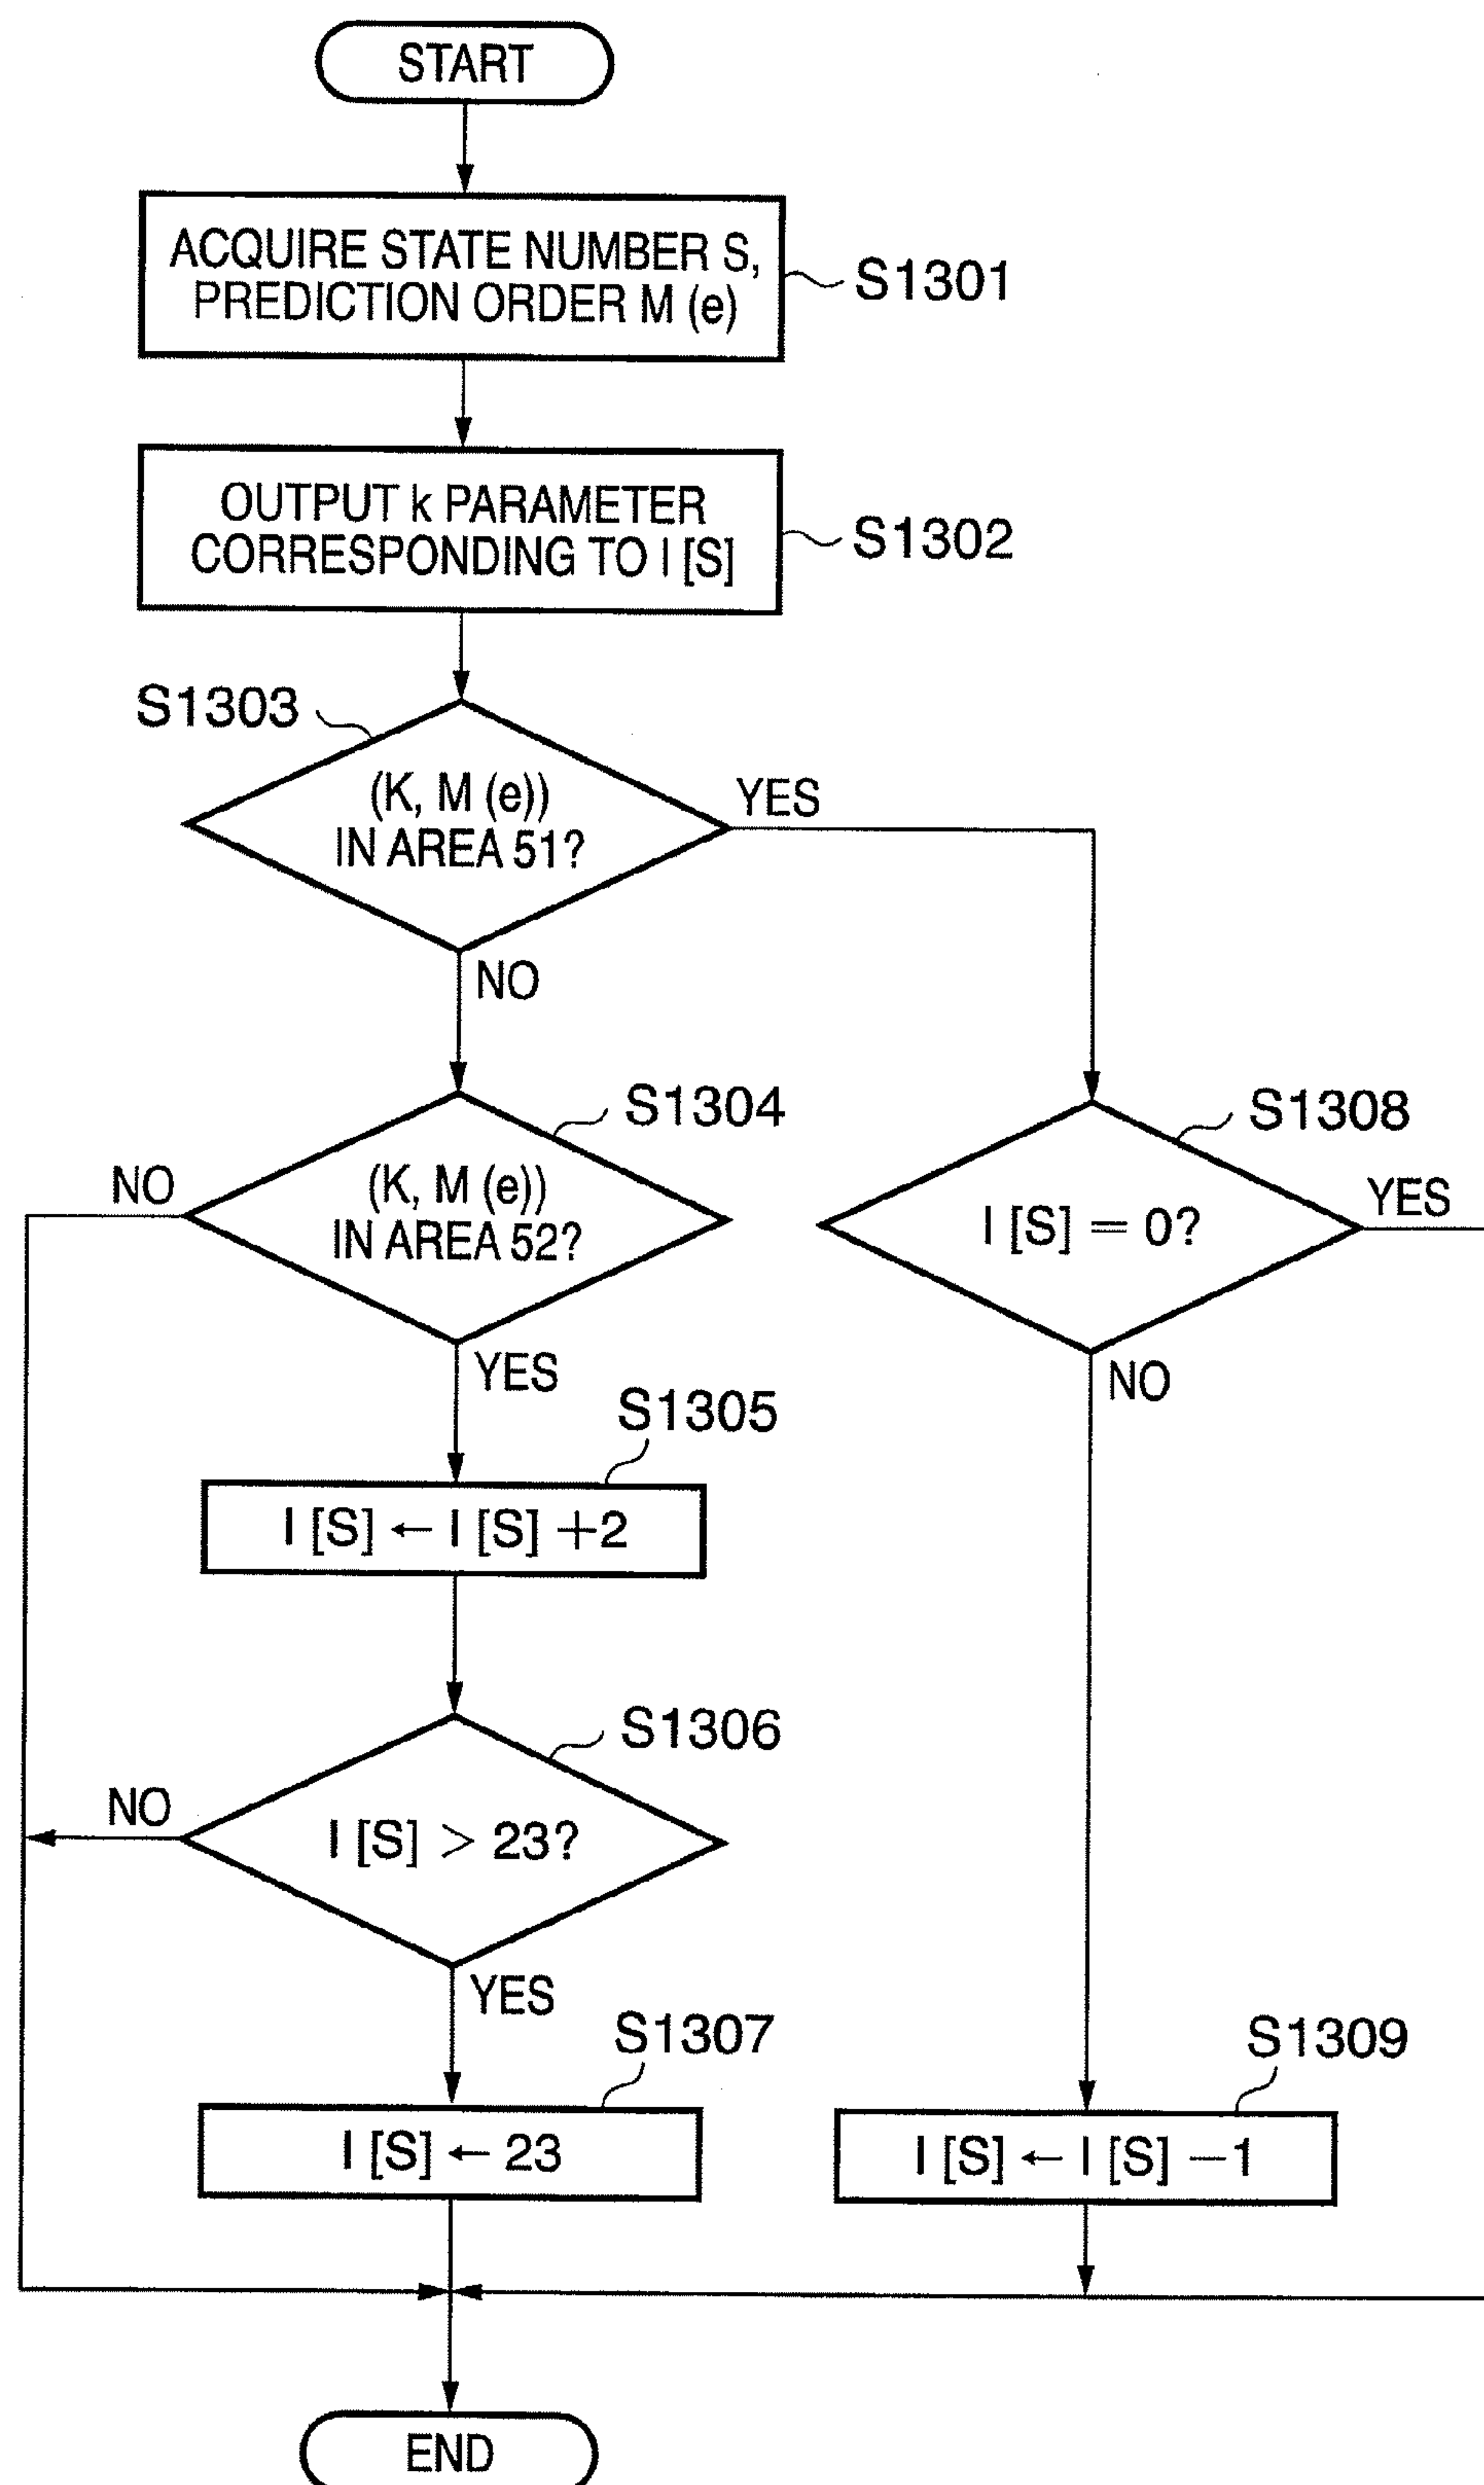 START
ACQUIRE STATE NUMBER S,
PREDICTION ORDER M (e)
S1301
OUTPUT k PARAMETER
CORRESPONDING TO I [S]
S1302
S1303
(K, M (e))
IN AREA 51?
YES
NO
S1304
(K, M (e))
IN AREA 52?
NO
YES
S1308
I [S] = 0?
YES
NO
S1305
I [S] ← I [S] +2
S1306
I [S] > 23?
NO
YES
S1307
I [S] ← 23
S1309
I [S] ← I [S] −1
END